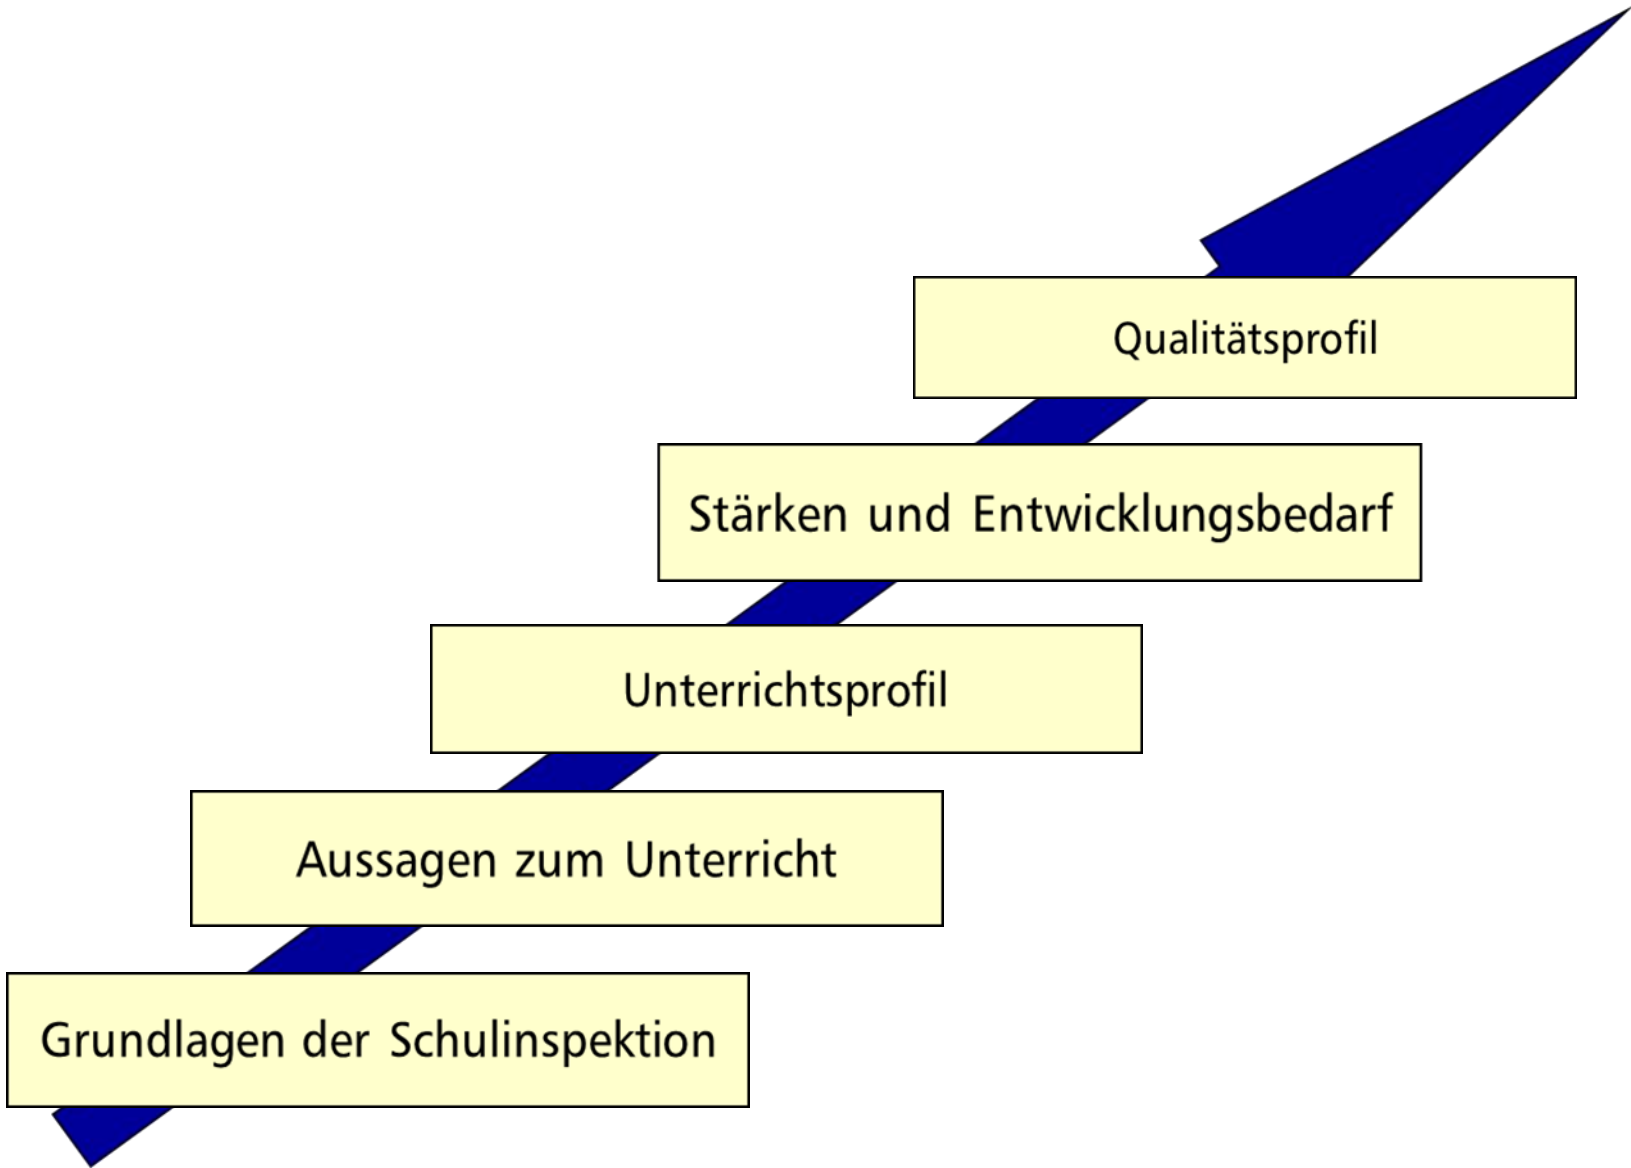 Qualitätsprofil
Stärken und Entwicklungsbedarf
Unterrichtsprofil
Aussagen zum Unterricht
Grundlagen der Schulinspektion